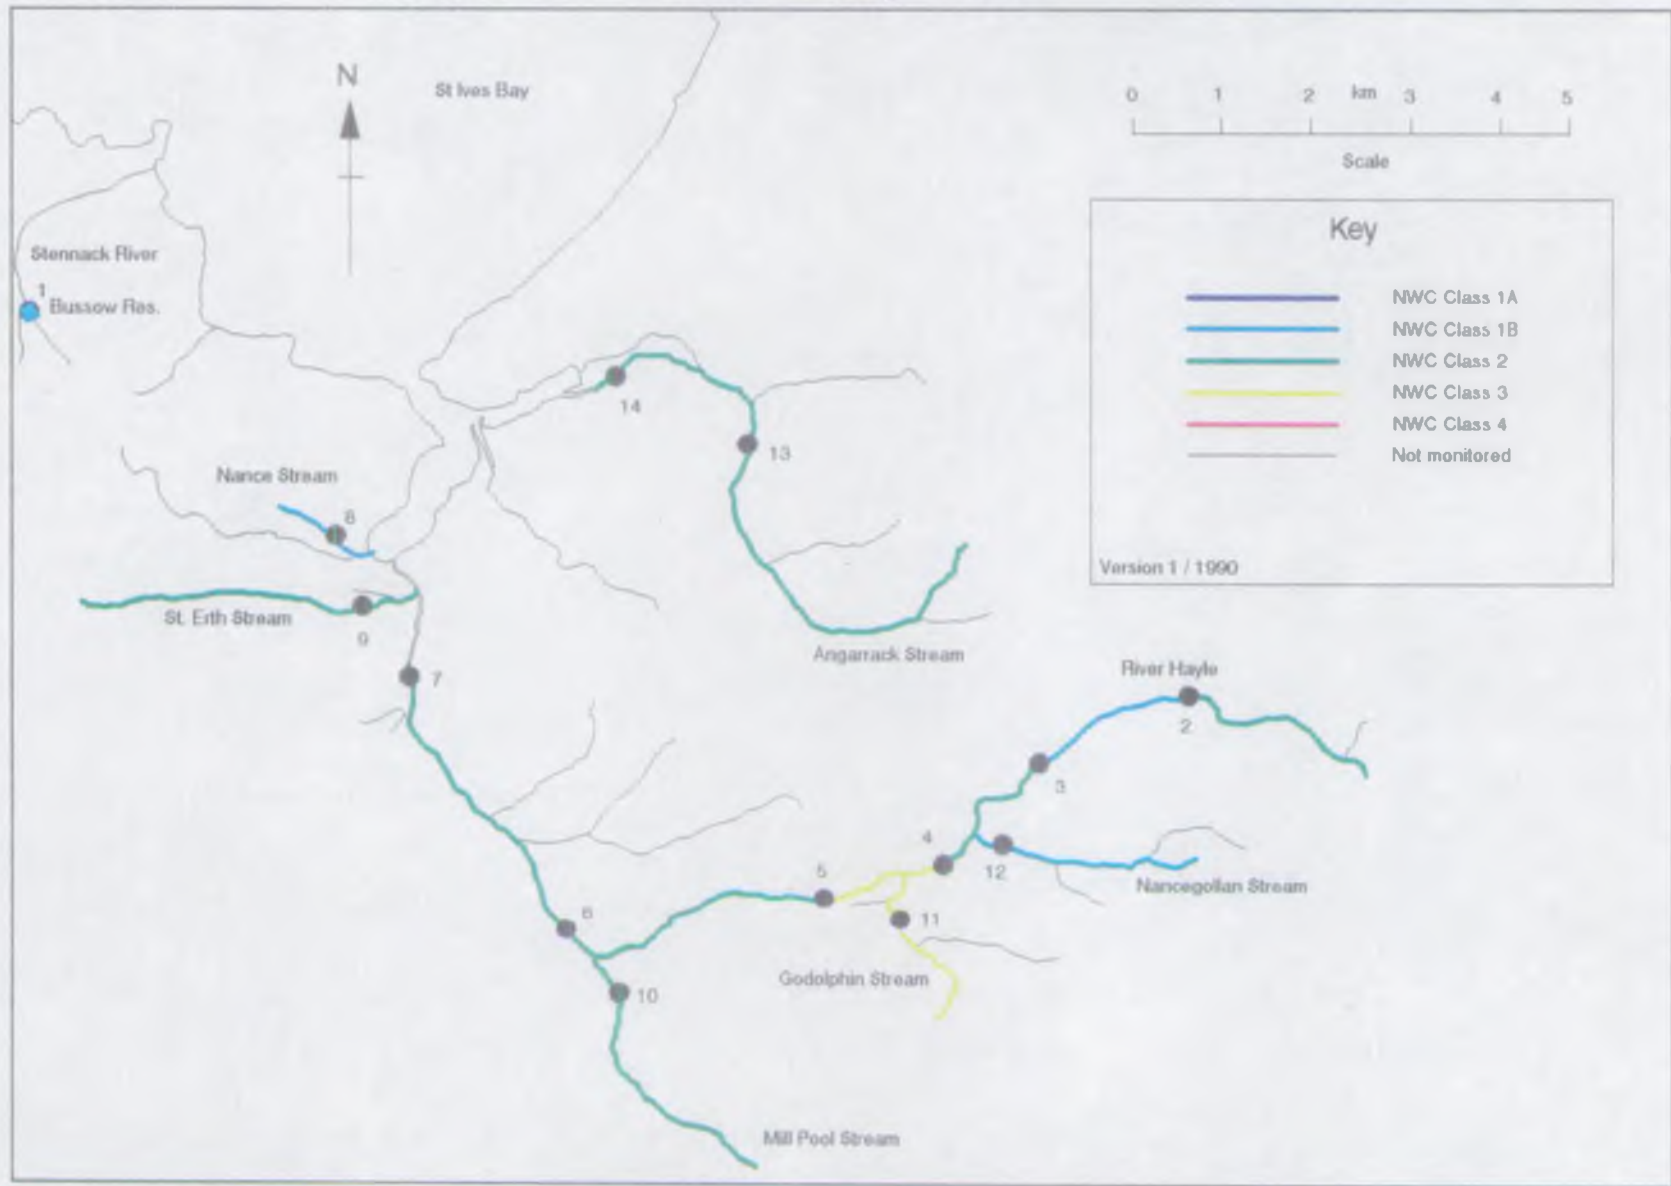 N
St Ives Bay
0 1 2 km 3 4 5
Scale
Key
NWC Class 1A
NWC Class 1B
NWC Class 2
NWC Class 3
NWC Class 4
Not monitored
Version 1 / 1990
Stennack River
1
Bussow Res.
14
13
Nance Stream
8
St. Erth Stream
9
7
Angarrack Stream
River Hayle
2
3
4
12
5
Nancegollan Stream
11
6
Godolphin Stream
10
Mill Pool Stream